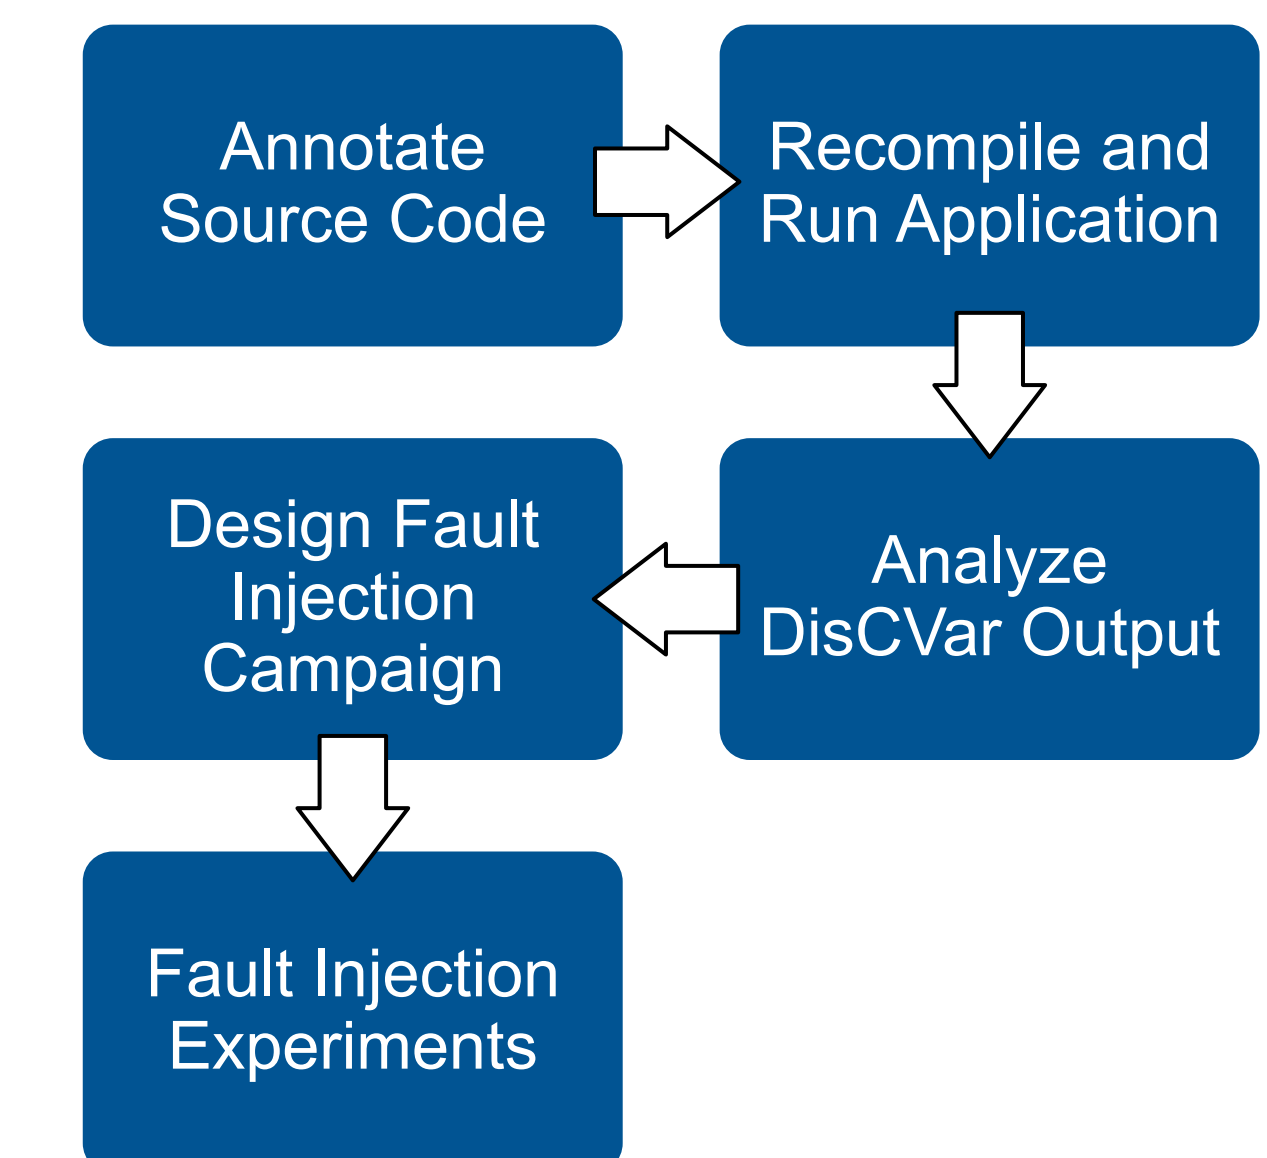 Annotate
Source Code
Recompile and
Run Application
Analyze
DisCVar Output
Design Fault
Injection
Campaign
Fault Injection
Experiments